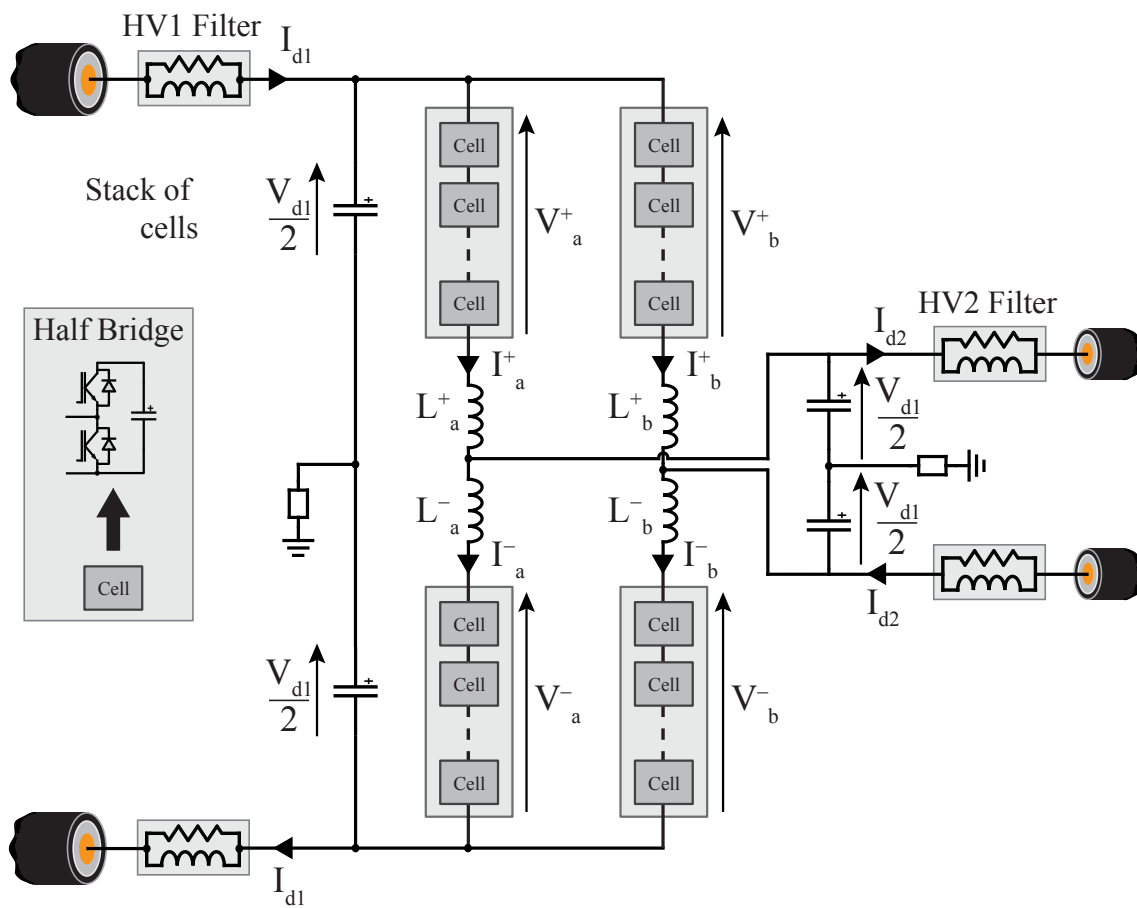 HV1 Filter
I_d1
Stack of
cells
V_d1
2
Cell
Cell
Cell
V^+_a
Cell
Cell
Cell
V^+_b
Half Bridge
Cell
I^+_a
L^+_a
I^+_b
L^+_b
HV2 Filter
I_d2
V_d1
2
V_d1
2
I_d2
L^-_a
I^-_a
L^-_b
I^-_b
V_d1
2
Cell
Cell
Cell
V^-_a
Cell
Cell
Cell
V^-_b
I_d1